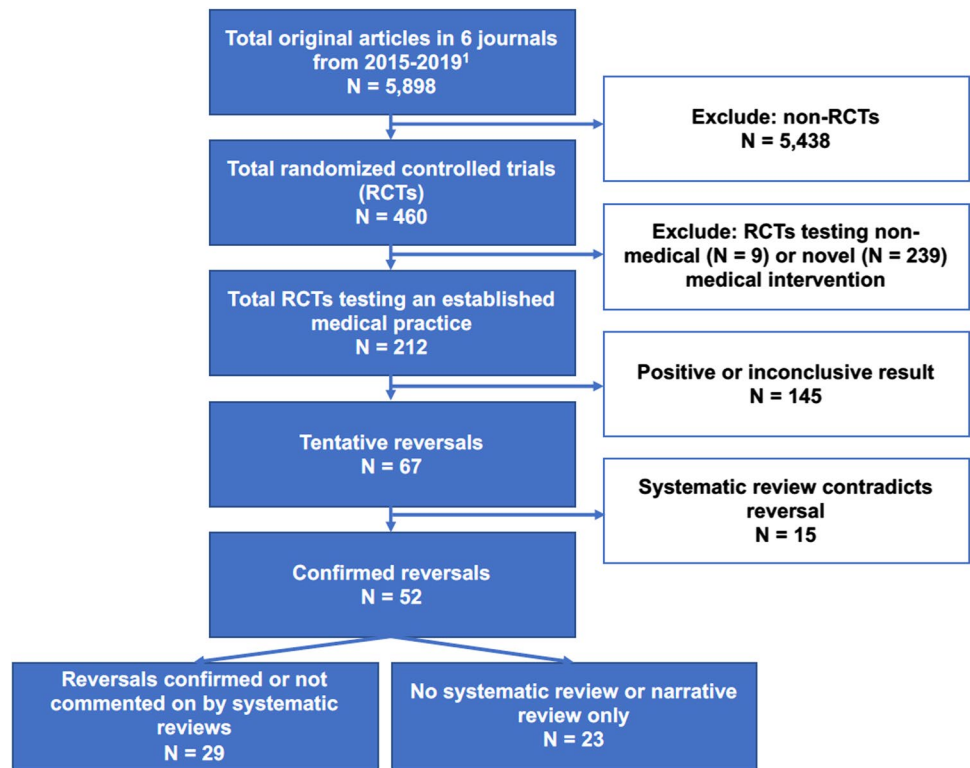 Total original articles in 6 journals
from 2015-2019¹
N = 5,898
Exclude: non-RCTs
N = 5,438
Total randomized controlled trials
(RCTs)
N = 460
Exclude: RCTs testing non-
medical (N = 9) or novel (N = 239)
medical intervention
Total RCTs testing an established
medical practice
N = 212
Positive or inconclusive result
N = 145
Tentative reversals
N = 67
Systematic review contradicts
reversal
N = 15
Confirmed reversals
N = 52
Reversals confirmed or not
commented on by systematic
reviews
N = 29
No systematic review or narrative
review only
N = 23